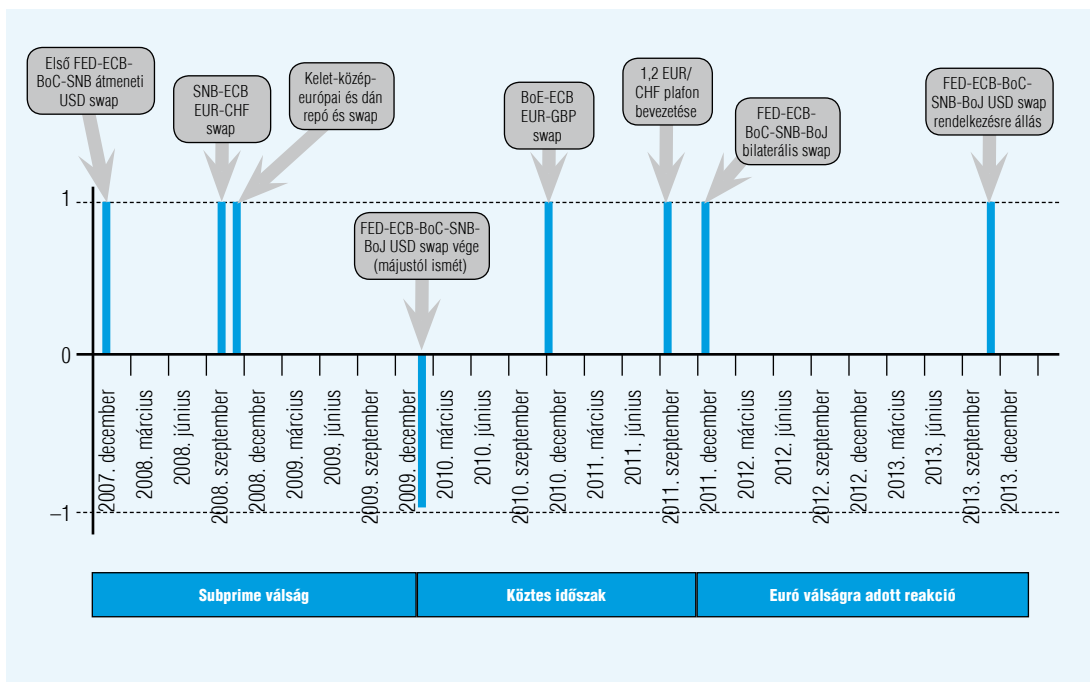 Első FED-ECB-
BoC-SNB átmeneti
USD swap
SNB-ECB
EUR-CHF
swap
Kelet-közép-
európai és dán
repó és swap
FED-ECB-BoC-SNB-
BoJ USD swap vége
(májustól ismét)
BoE-ECB
EUR-GBP
swap
1,2 EUR/
CHF plafon
bevezetése
FED-ECB-
BoC-SNB-BoJ
bilaterális swap
FED-ECB-BoC-
SNB-BoJ USD swap
rendelkezésre állás
1
0
–1
2007. december
2008. március
2008. június
2008. szeptember
2008. december
2009. március
2009. június
2009. szeptember
2009. december
2010. március
2010. június
2010. szeptember
2010. december
2011. március
2011. június
2011. szeptember
2011. december
2012. március
2012. június
2012. szeptember
2012. december
2013. március
2013. június
2013. szeptember
2013. december
Subprime válság
Köztes időszak
Euró válságra adott reakció